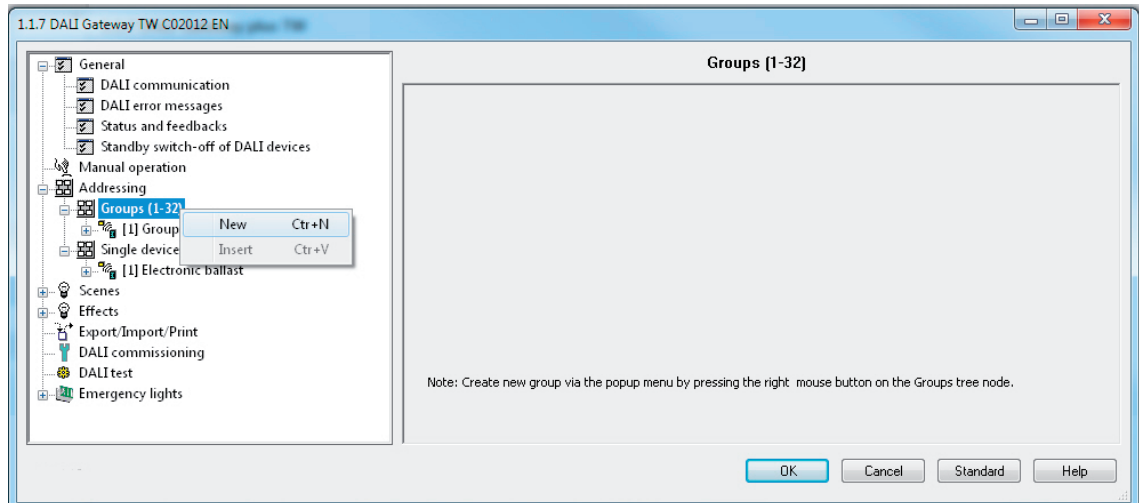 1.1.7 DALI Gateway TW C02012 EN
General
DALI communication
DALI error messages
Status and feedbacks
Standby switch-off of DALI devices
Manual operation
Addressing
Groups (1-32)
[1] Group
Single device
[1] Electronic ballast
Scenes
Effects
Export/Import/Print
DALI commissioning
DALI test
Emergency lights
New Ctr+N
Insert Ctr+V
Groups (1-32)
Note: Create new group via the popup menu by pressing the right mouse button on the Groups tree node.
OK Cancel Standard Help